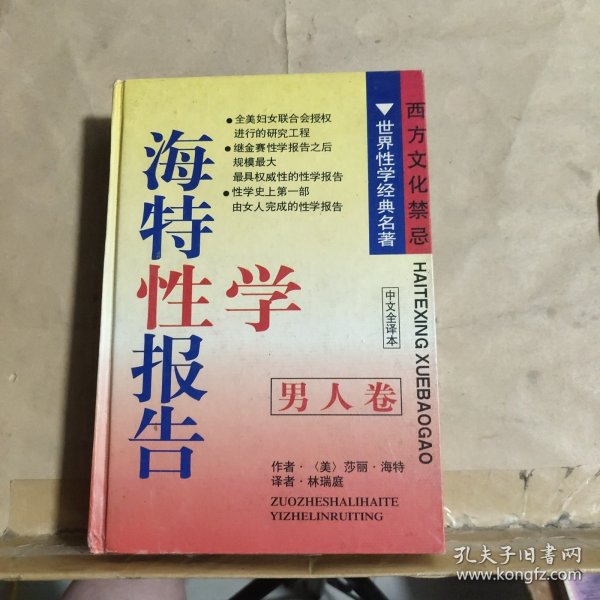 西方文化禁忌
HAITEXING XUEBAOGAO
▼世界性学经典名著
●全美妇女联合会授权
进行的研究工程
●继金赛性学报告之后
规模最大
最具权威性的性学报告
●性学史上第一部
由女人完成的性学报告
海特性学报告
中文全译本
男人卷
作者·〈美〉莎丽·海特
译者·林瑞庭
ZUOZHESHALIHAITE
YIZHELINRUITING
孔夫子旧书网
www.kongfz.com